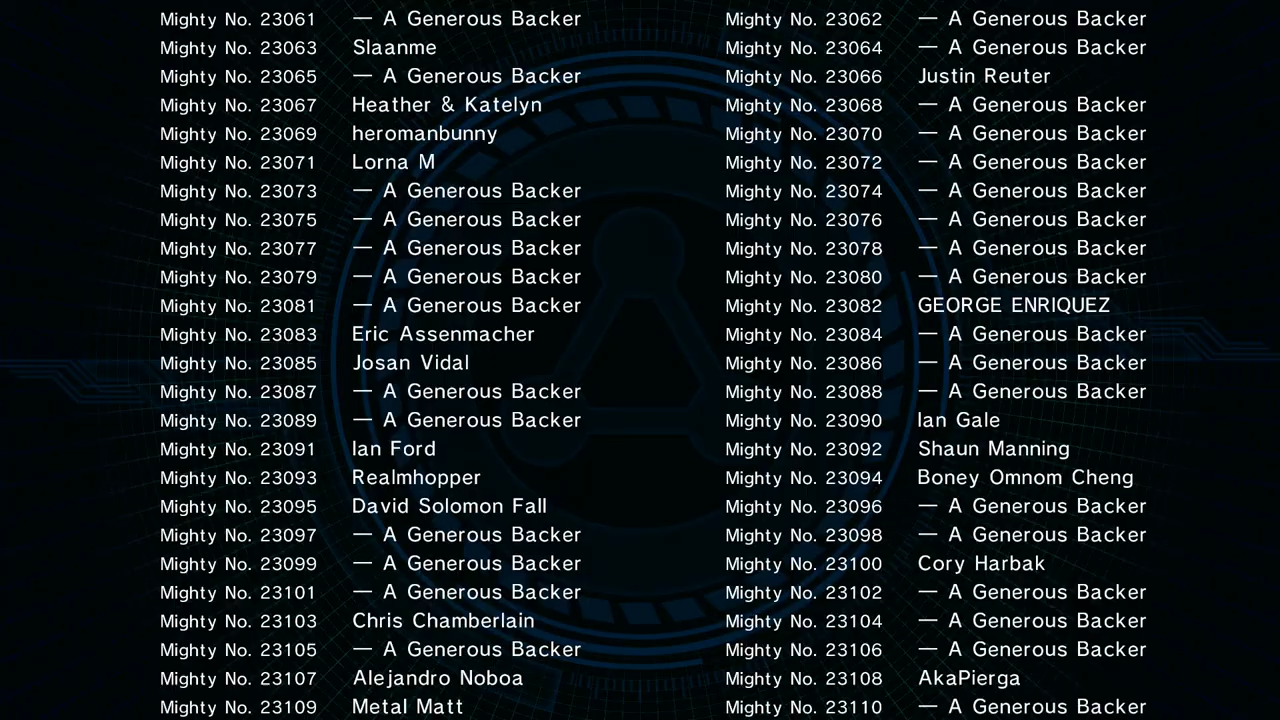 Mighty No. 23061 — A Generous Backer Mighty No. 23062 — A Generous Backer
Mighty No. 23063 Slaanme Mighty No. 23064 — A Generous Backer
Mighty No. 23065 — A Generous Backer Mighty No. 23066 Justin Reuter
Mighty No. 23067 Heather & Katelyn Mighty No. 23068 — A Generous Backer
Mighty No. 23069 heromanbunny Mighty No. 23070 — A Generous Backer
Mighty No. 23071 Lorna M Mighty No. 23072 — A Generous Backer
Mighty No. 23073 — A Generous Backer Mighty No. 23074 — A Generous Backer
Mighty No. 23075 — A Generous Backer Mighty No. 23076 — A Generous Backer
Mighty No. 23077 — A Generous Backer Mighty No. 23078 — A Generous Backer
Mighty No. 23079 — A Generous Backer Mighty No. 23080 — A Generous Backer
Mighty No. 23081 — A Generous Backer Mighty No. 23082 GEORGE ENRIQUEZ
Mighty No. 23083 Eric Assenmacher Mighty No. 23084 — A Generous Backer
Mighty No. 23085 Josan Vidal Mighty No. 23086 — A Generous Backer
Mighty No. 23087 — A Generous Backer Mighty No. 23088 — A Generous Backer
Mighty No. 23089 — A Generous Backer Mighty No. 23090 Ian Gale
Mighty No. 23091 Ian Ford Mighty No. 23092 Shaun Manning
Mighty No. 23093 Realmhopper Mighty No. 23094 Boney Omnom Cheng
Mighty No. 23095 David Solomon Fall Mighty No. 23096 — A Generous Backer
Mighty No. 23097 — A Generous Backer Mighty No. 23098 — A Generous Backer
Mighty No. 23099 — A Generous Backer Mighty No. 23100 Cory Harbak
Mighty No. 23101 — A Generous Backer Mighty No. 23102 — A Generous Backer
Mighty No. 23103 Chris Chamberlain Mighty No. 23104 — A Generous Backer
Mighty No. 23105 — A Generous Backer Mighty No. 23106 — A Generous Backer
Mighty No. 23107 Alejandro Noboa Mighty No. 23108 AkaPierga
Mighty No. 23109 Metal Matt Mighty No. 23110 — A Generous Backer